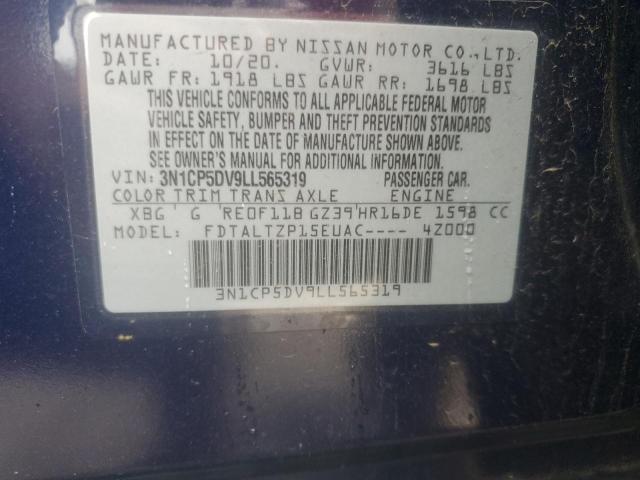 MANUFACTURED BY NISSAN MOTOR CO., LTD.
DATE: 10/20. GVWR: 3616 LBS
GAWR FR: 1918 LBS GAWR RR: 1698 LBS
THIS VEHICLE CONFORMS TO ALL APPLICABLE FEDERAL MOTOR
VEHICLE SAFETY, BUMPER AND THEFT PREVENTION STANDARDS
IN EFFECT ON THE DATE OF MANUFACTURE SHOWN ABOVE.
SEE OWNER'S MANUAL FOR ADDITIONAL INFORMATION
VIN: 3N1CP5DV9LL565319 PASSENGER CAR.
COLOR TRIM TRANS AXLE ENGINE
XBG G RE0F11B GZ39 HR16DE 1598 CC
MODEL: FDTALTZP15EUAC---- 4Z000
3N1CP5DV9LL565319